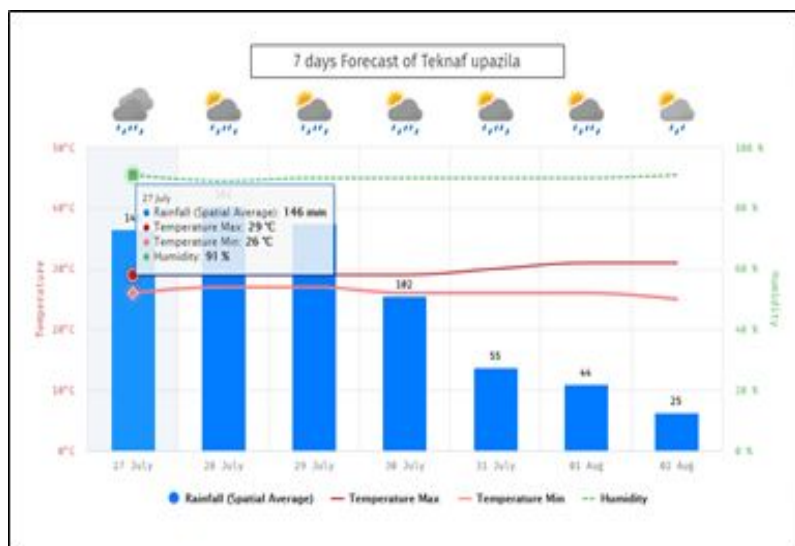 7 days Forecast of Teknaf upazila
50°C
40°C
30°C
20°C
10°C
0°C
Temperature
100 %
80 %
60 %
40 %
20 %
0 %
Humidity
27 July
Rainfall (Spatial Average): 146 mm
Temperature Max: 29 °C
Temperature Min: 26 °C
Humidity: 91 %
102
55
44
25
27 July 28 July 29 July 30 July 31 July 01 Aug 02 Aug
Rainfall (Spatial Average) Temperature Max Temperature Min Humidity